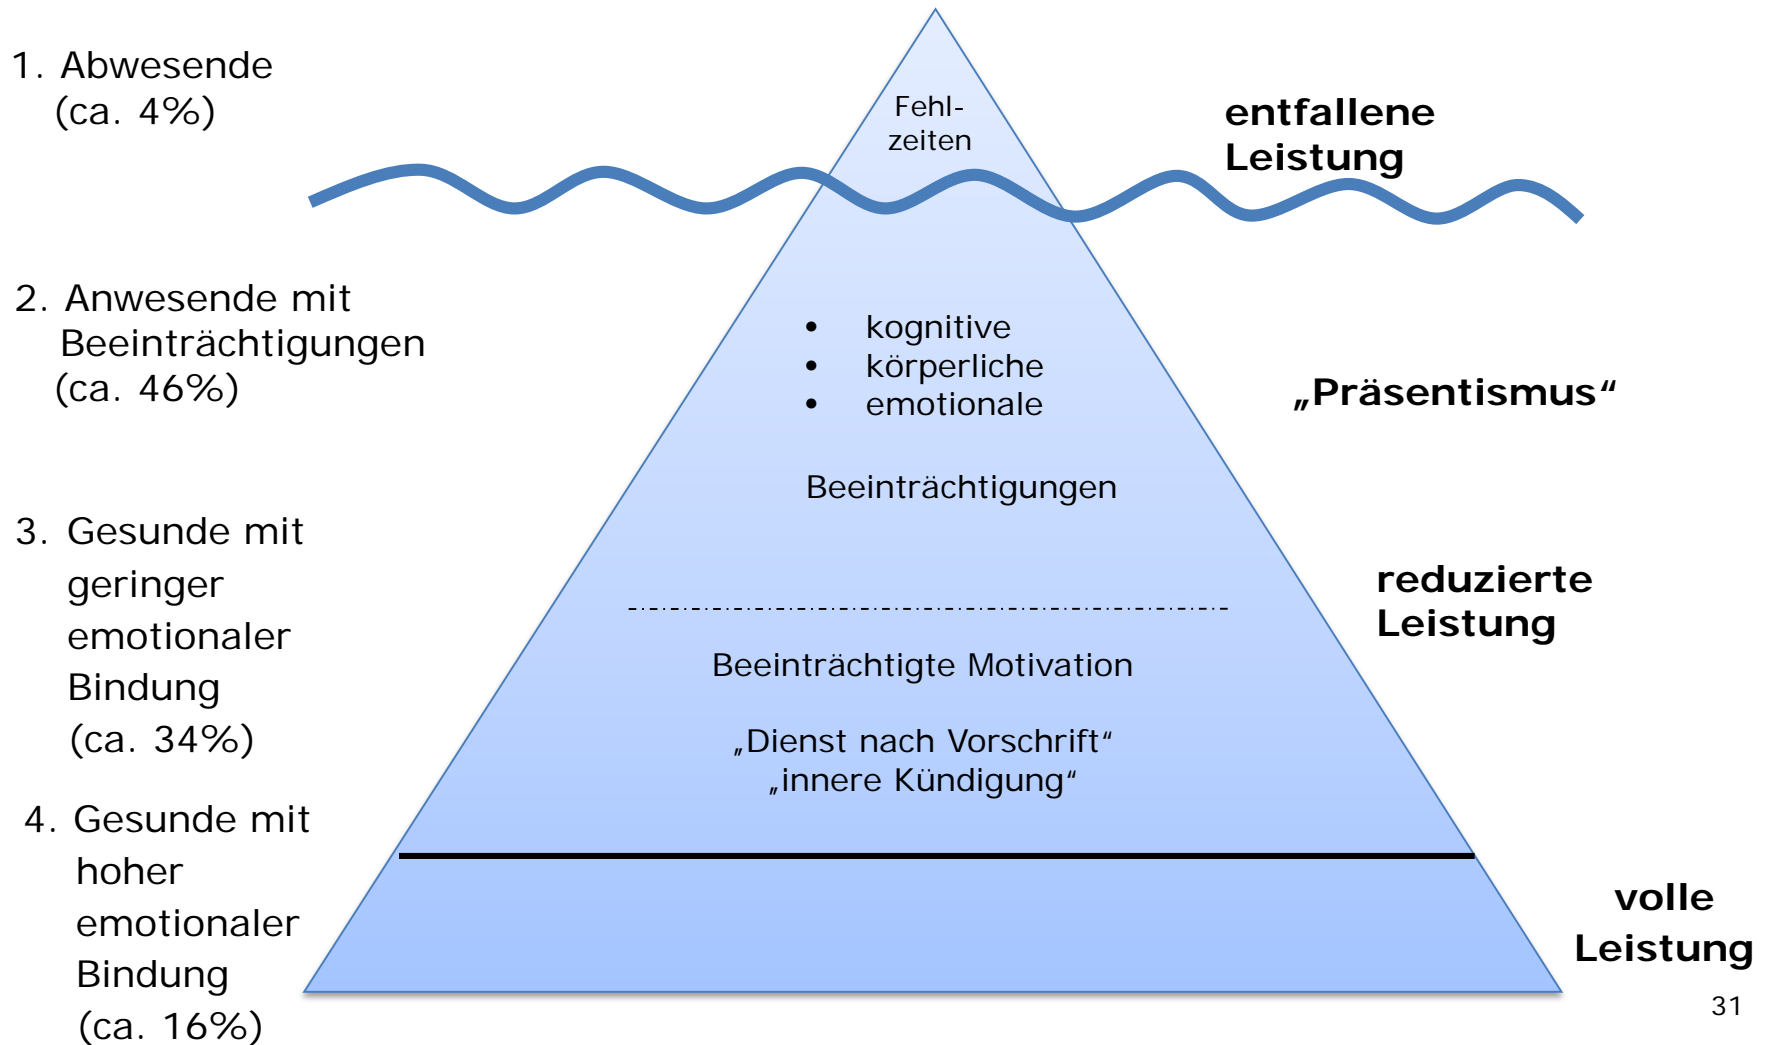 1. Abwesende
(ca. 4%)
Fehl-
zeiten
entfallene
Leistung
2. Anwesende mit
Beeinträchtigungen
(ca. 46%)
• kognitive
• körperliche
• emotionale
Beeinträchtigungen
„Präsentismus“
3. Gesunde mit
geringer
emotionaler
Bindung
(ca. 34%)
reduzierte
Leistung
Beeinträchtigte Motivation
„Dienst nach Vorschrift“
„innere Kündigung“
4. Gesunde mit
hoher
emotionaler
Bindung
(ca. 16%)
volle
Leistung
31